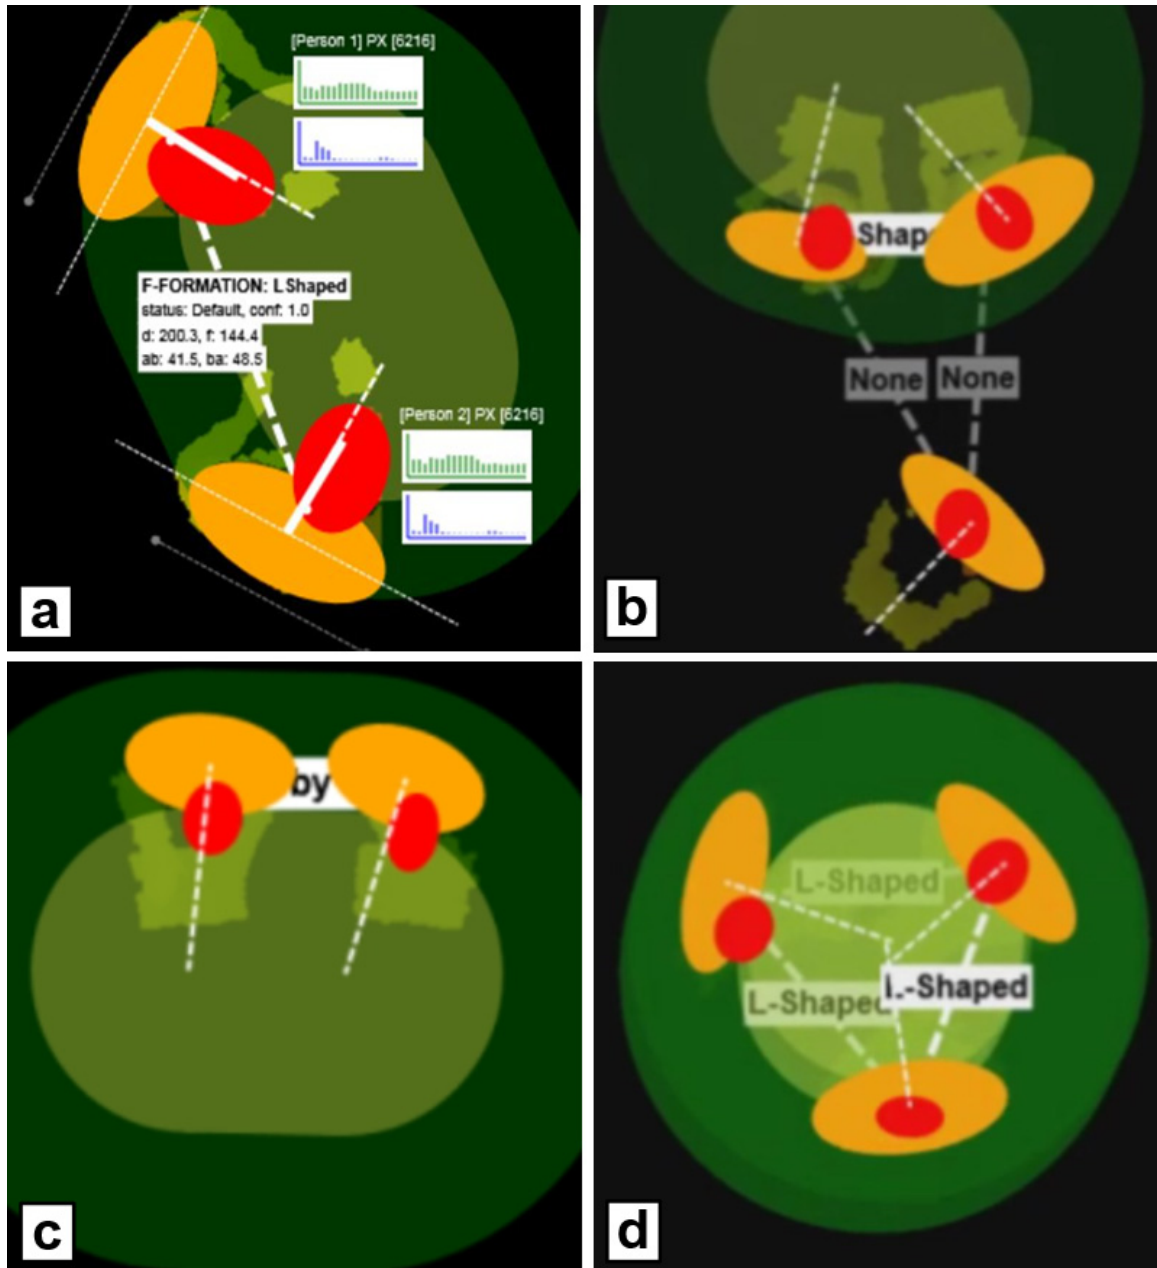 [Person 1] PX [6216]
F-FORMATION: L Shaped
status: Default, conf: 1.0
d: 200.3, f: 144.4
ab: 41.5, ba: 48.5
[Person 2] PX [6216]
a
Shap
None
None
b
by
c
L-Shaped
L-Shaped
L-Shaped
d